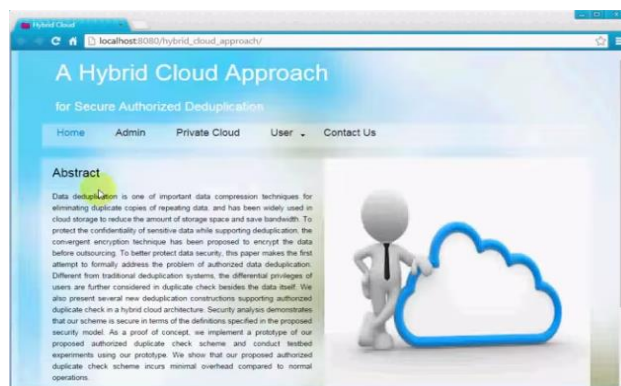 Hybrid Cloud
localhost:8080/hybrid_cloud_approach/
A Hybrid Cloud Approach
for Secure Authorized Deduplication
Home Admin Private Cloud User Contact Us
Abstract
Data deduplication is one of important data compression techniques for
eliminating duplicate copies of repeating data, and has been widely used in
cloud storage to reduce the amount of storage space and save bandwidth. To
protect the confidentiality of sensitive data while supporting deduplication, the
convergent encryption technique has been proposed to encrypt the data
before outsourcing. To better protect data security, this paper makes the first
attempt to formally address the problem of authorized data deduplication.
Different from traditional deduplication systems, the differential privileges of
users are further considered in duplicate check besides the data itself. We
also present several new deduplication constructions supporting authorized
duplicate check in a hybrid cloud architecture. Security analysis demonstrates
that our scheme is secure in terms of the definitions specified in the proposed
security model. As a proof of concept, we implement a prototype of our
proposed authorized duplicate check scheme and conduct testbed
experiments using our prototype. We show that our proposed authorized
duplicate check scheme incurs minimal overhead compared to normal
operations.